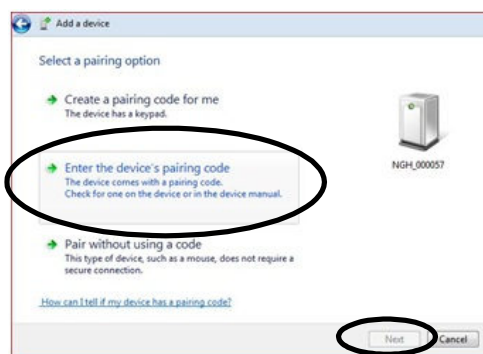 Add a device
Select a pairing option
Create a pairing code for me
The device has a keypad.
Enter the device's pairing code
The device comes with a pairing code.
Check for one on the device or in the device manual.
NGH_000057
Pair without using a code
This type of device, such as a mouse, does not require a
secure connection.
How can I tell if my device has a pairing code?
Next Cancel